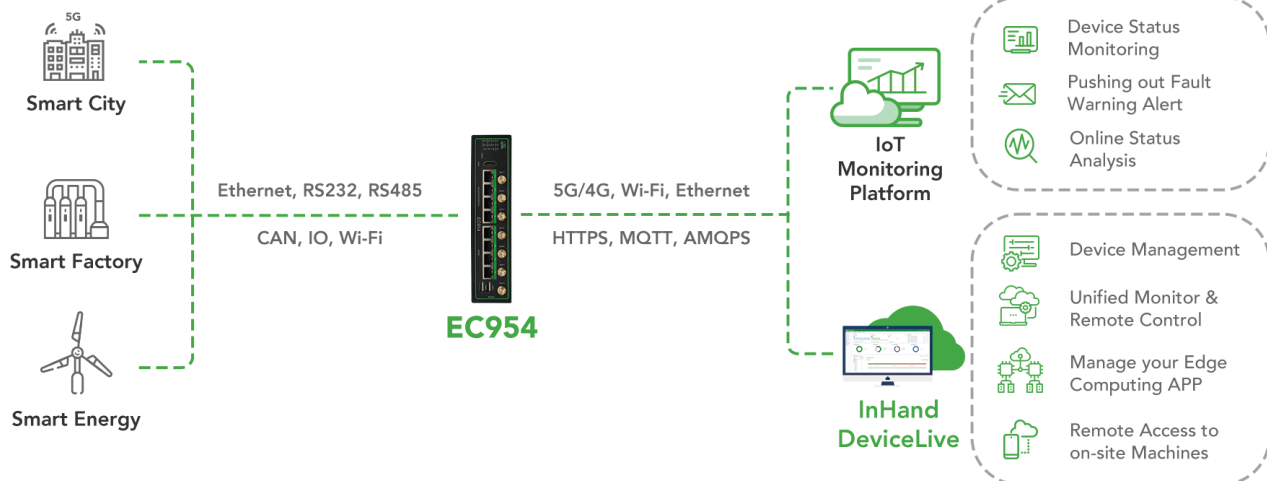 5G
Smart City
Smart Factory
Smart Energy
Ethernet, RS232, RS485
CAN, IO, Wi-Fi
EC954
5G/4G, Wi-Fi, Ethernet
HTTPS, MQTT, AMQPS
IoT
Monitoring
Platform
InHand
DeviceLive
Device Status
Monitoring
Pushing out Fault
Warning Alert
Online Status
Analysis
Device Management
Unified Monitor &
Remote Control
Manage your Edge
Computing APP
Remote Access to
on-site Machines